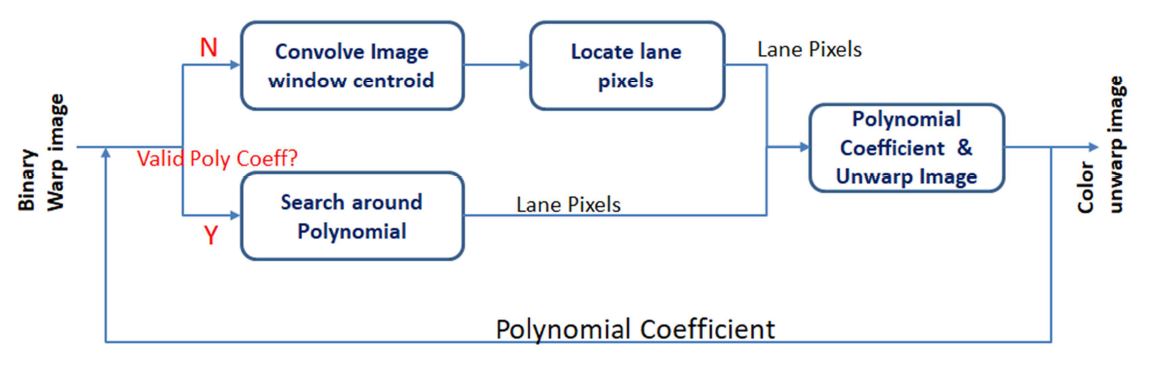 Binary
Warp image
N
Convolve Image
window centroid
Locate lane
pixels
Lane Pixels
Valid Poly Coeff?
Y
Search around
Polynomial
Lane Pixels
Polynomial
Coefficient &
Unwarp Image
Color
unwarp image
Polynomial Coefficient